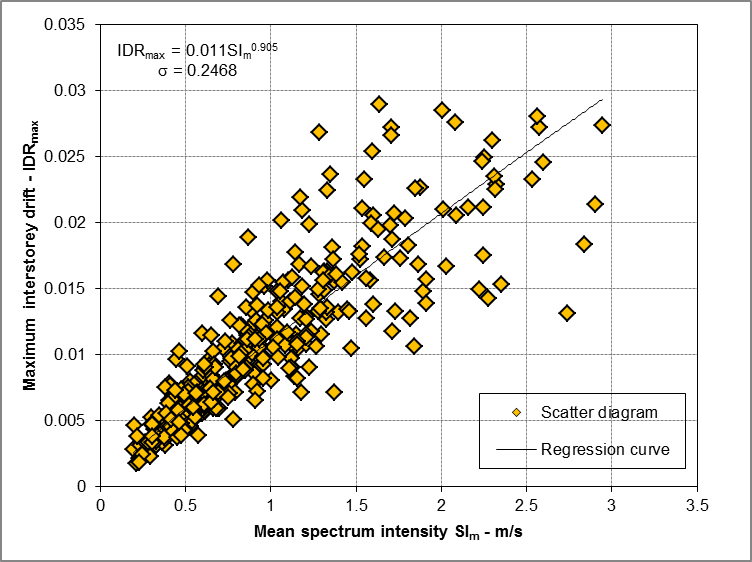 0.035
IDRmax = 0.011SIm0.905
σ = 0.2468
0.03
0.025
0.02
0.015
0.01
0.005
0
Maximum interstorey drift - IDRmax
Scatter diagram
Regression curve
0 0.5 1 1.5 2 2.5 3 3.5
Mean spectrum intensity SIm - m/s